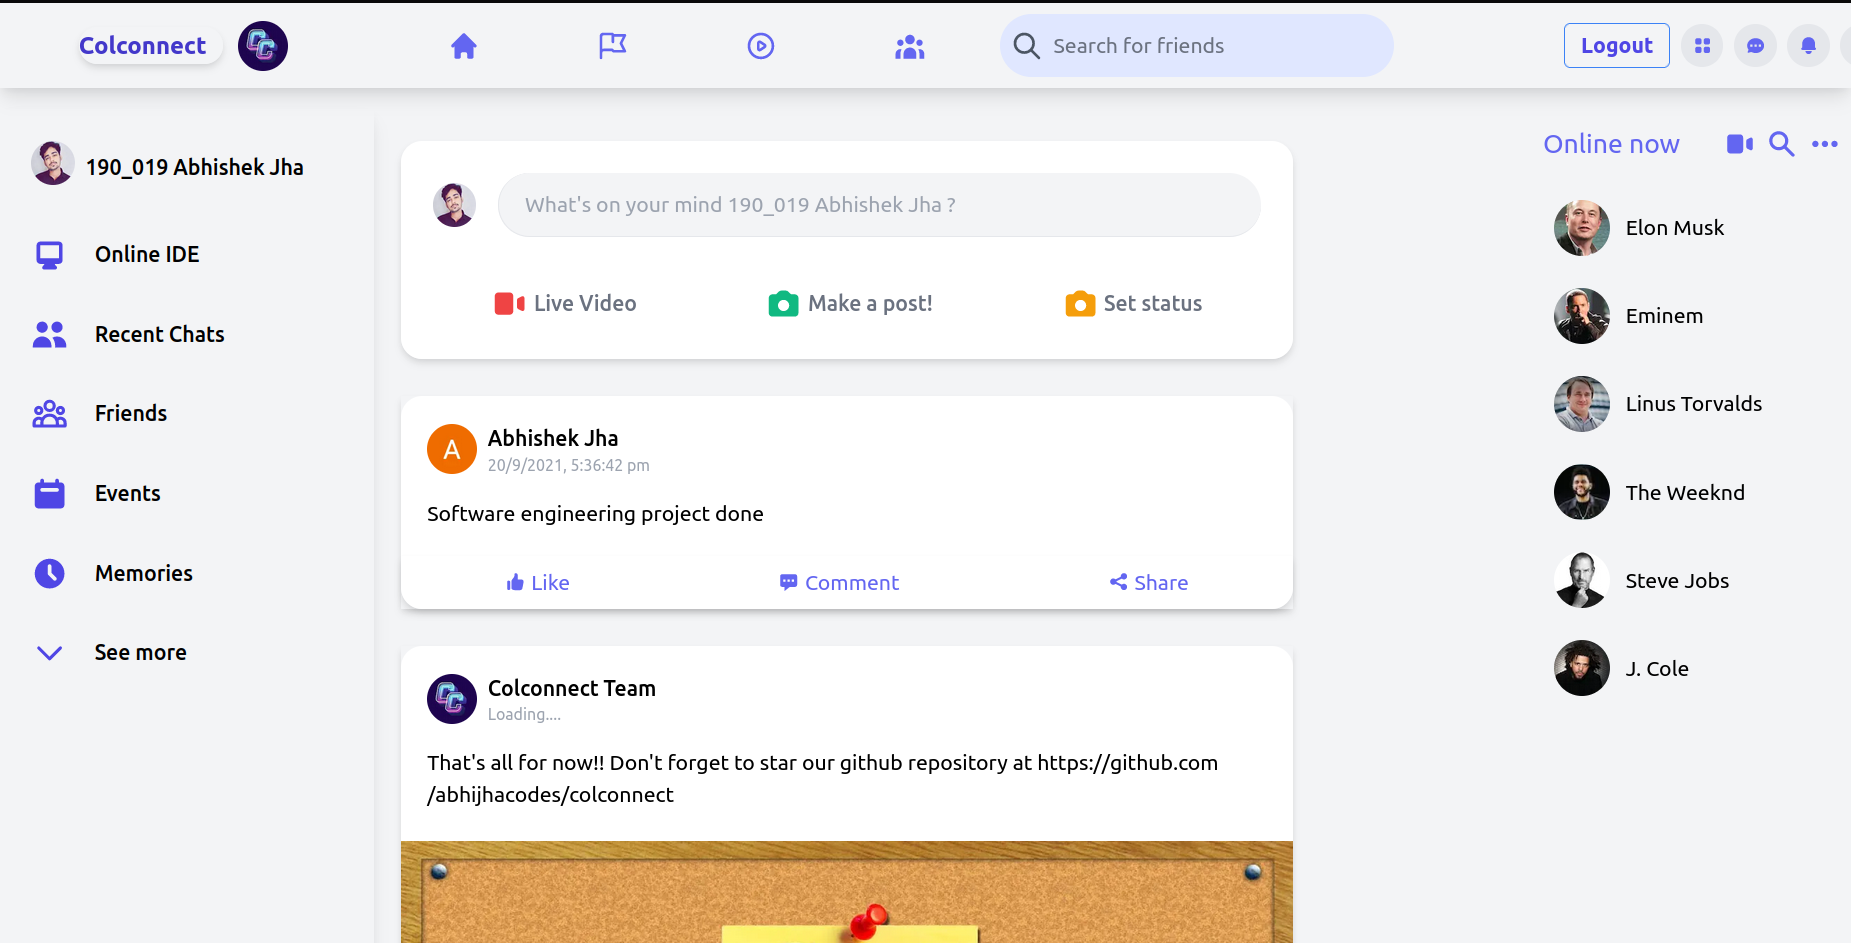 Colconnect
Search for friends
Logout
190_019 Abhishek Jha
Online IDE
Recent Chats
Friends
Events
Memories
See more
What's on your mind 190_019 Abhishek Jha ?
Live Video
Make a post!
Set status
A
Abhishek Jha
20/9/2021, 5:36:42 pm
Software engineering project done
Like
Comment
Share
Colconnect Team
Loading....
That's all for now!! Don't forget to star our github repository at https://github.com
/abhijhacodes/colconnect
Online now
Elon Musk
Eminem
Linus Torvalds
The Weeknd
Steve Jobs
J. Cole